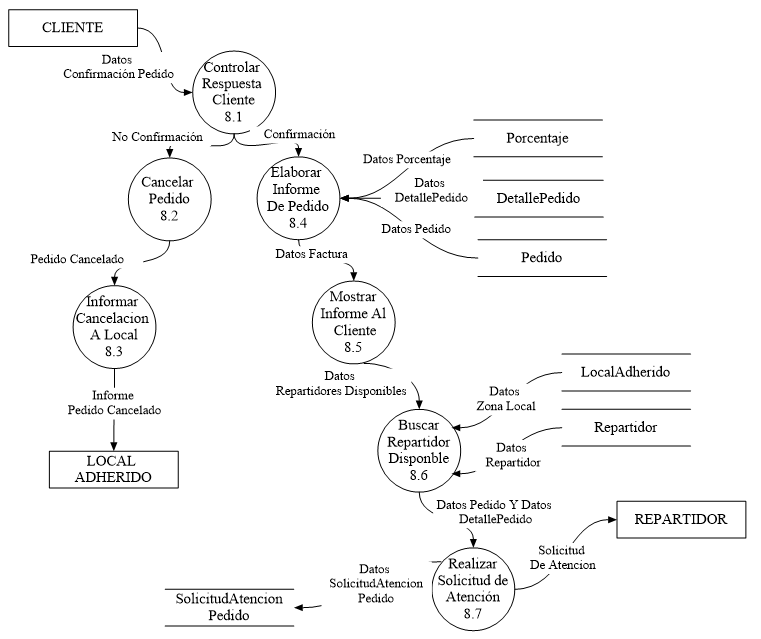 CLIENTE
Datos
Confirmación Pedido
Controlar
Respuesta
Cliente
8.1
No Confirmación
Confirmación
Cancelar
Pedido
8.2
Elaborar
Informe
De Pedido
8.4
Porcentaje
Datos Porcentaje
Datos
DetallePedido
DetallePedido
Datos Pedido
Pedido
Pedido Cancelado
Datos Factura
Informar
Cancelacion
A Local
8.3
Mostrar
Informe Al
Cliente
8.5
Informe
Pedido Cancelado
Datos
Repartidores Disponibles
LocalAdherido
Datos
Zona Local
Repartidor
Datos
Repartidor
Buscar
Repartidor
Disponble
8.6
LOCAL
ADHERIDO
Datos Pedido Y Datos
DetallePedido
REPARTIDOR
Solicitud
De Atencion
Realizar
Solicitud de
Atención
8.7
Datos
SolicitudAtencion
Pedido
SolicitudAtencion
Pedido